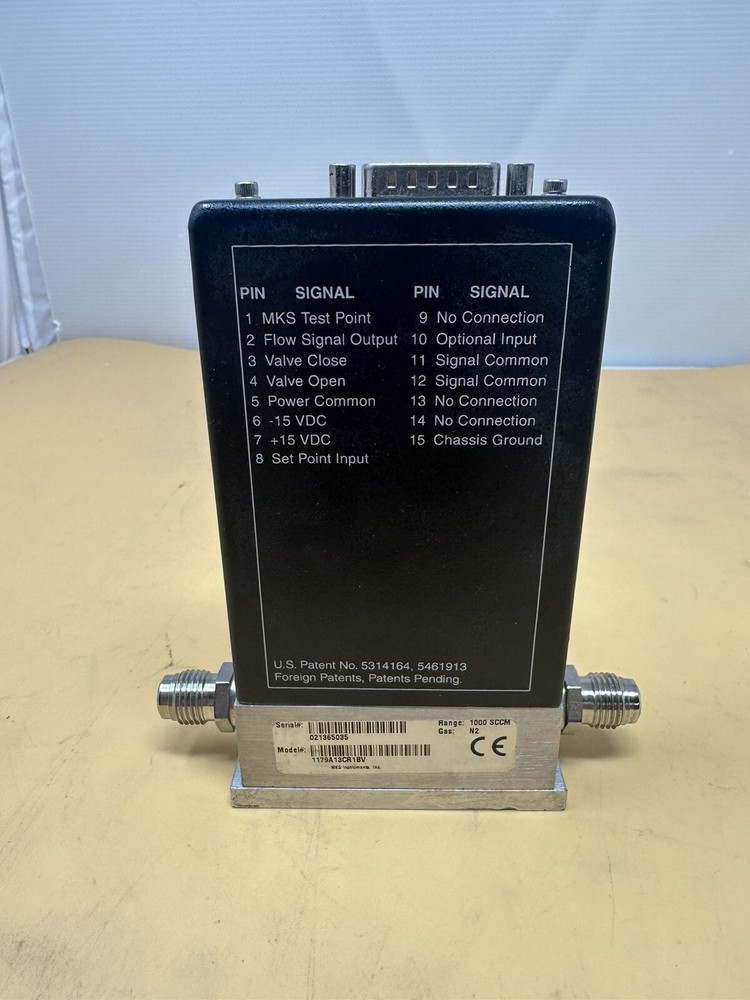 PIN SIGNAL PIN SIGNAL
1 MKS Test Point 9 No Connection
2 Flow Signal Output 10 Optional Input
3 Valve Close 11 Signal Common
4 Valve Open 12 Signal Common
5 Power Common 13 No Connection
6 -15 VDC 14 No Connection
7 +15 VDC 15 Chassis Ground
8 Set Point Input
U.S. Patent No. 5314164, 5461913
Foreign Patents, Patents Pending.
Serial#: Range: 1000 SCCM
021365035 Gas: N2
Model#: CE
1179A13CR1BV
MKS Instruments, Inc.